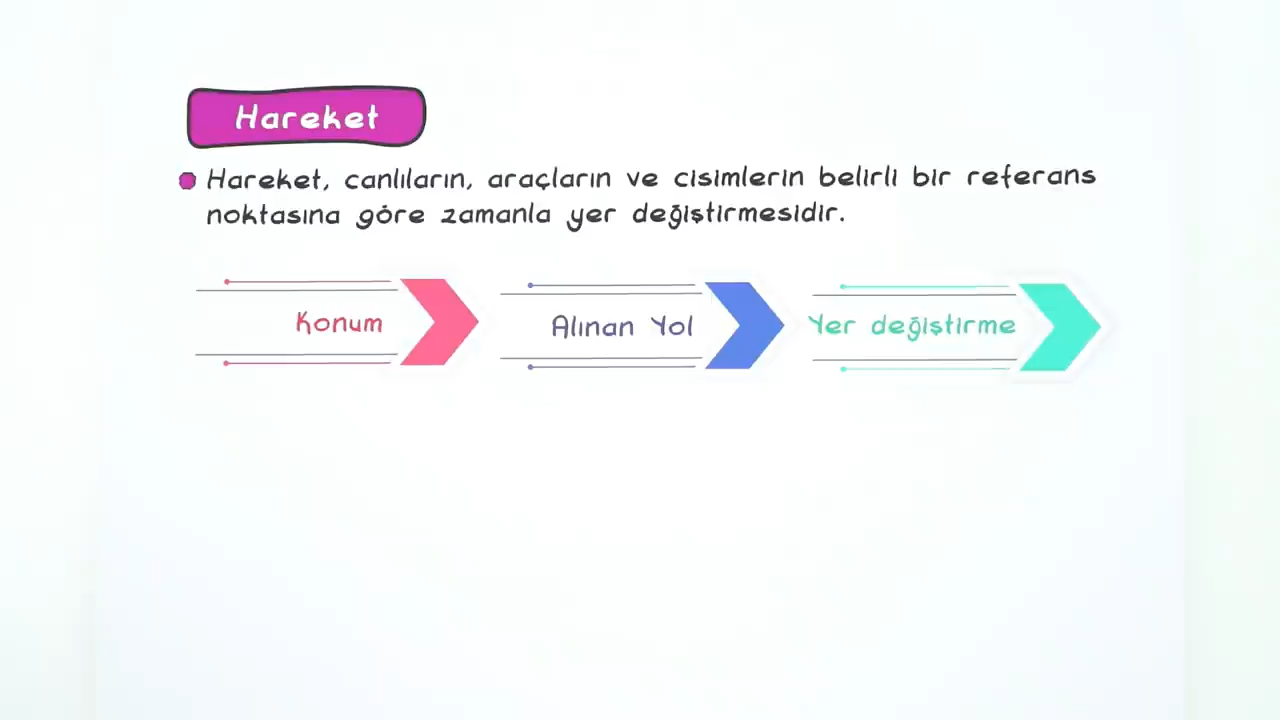 Hareket
Hareket, canlıların, araçların ve cisimlerin belirli bir referans
noktasına göre zamanla yer değiştirmesidir.
Konum
Alınan Yol
Yer değiştirme